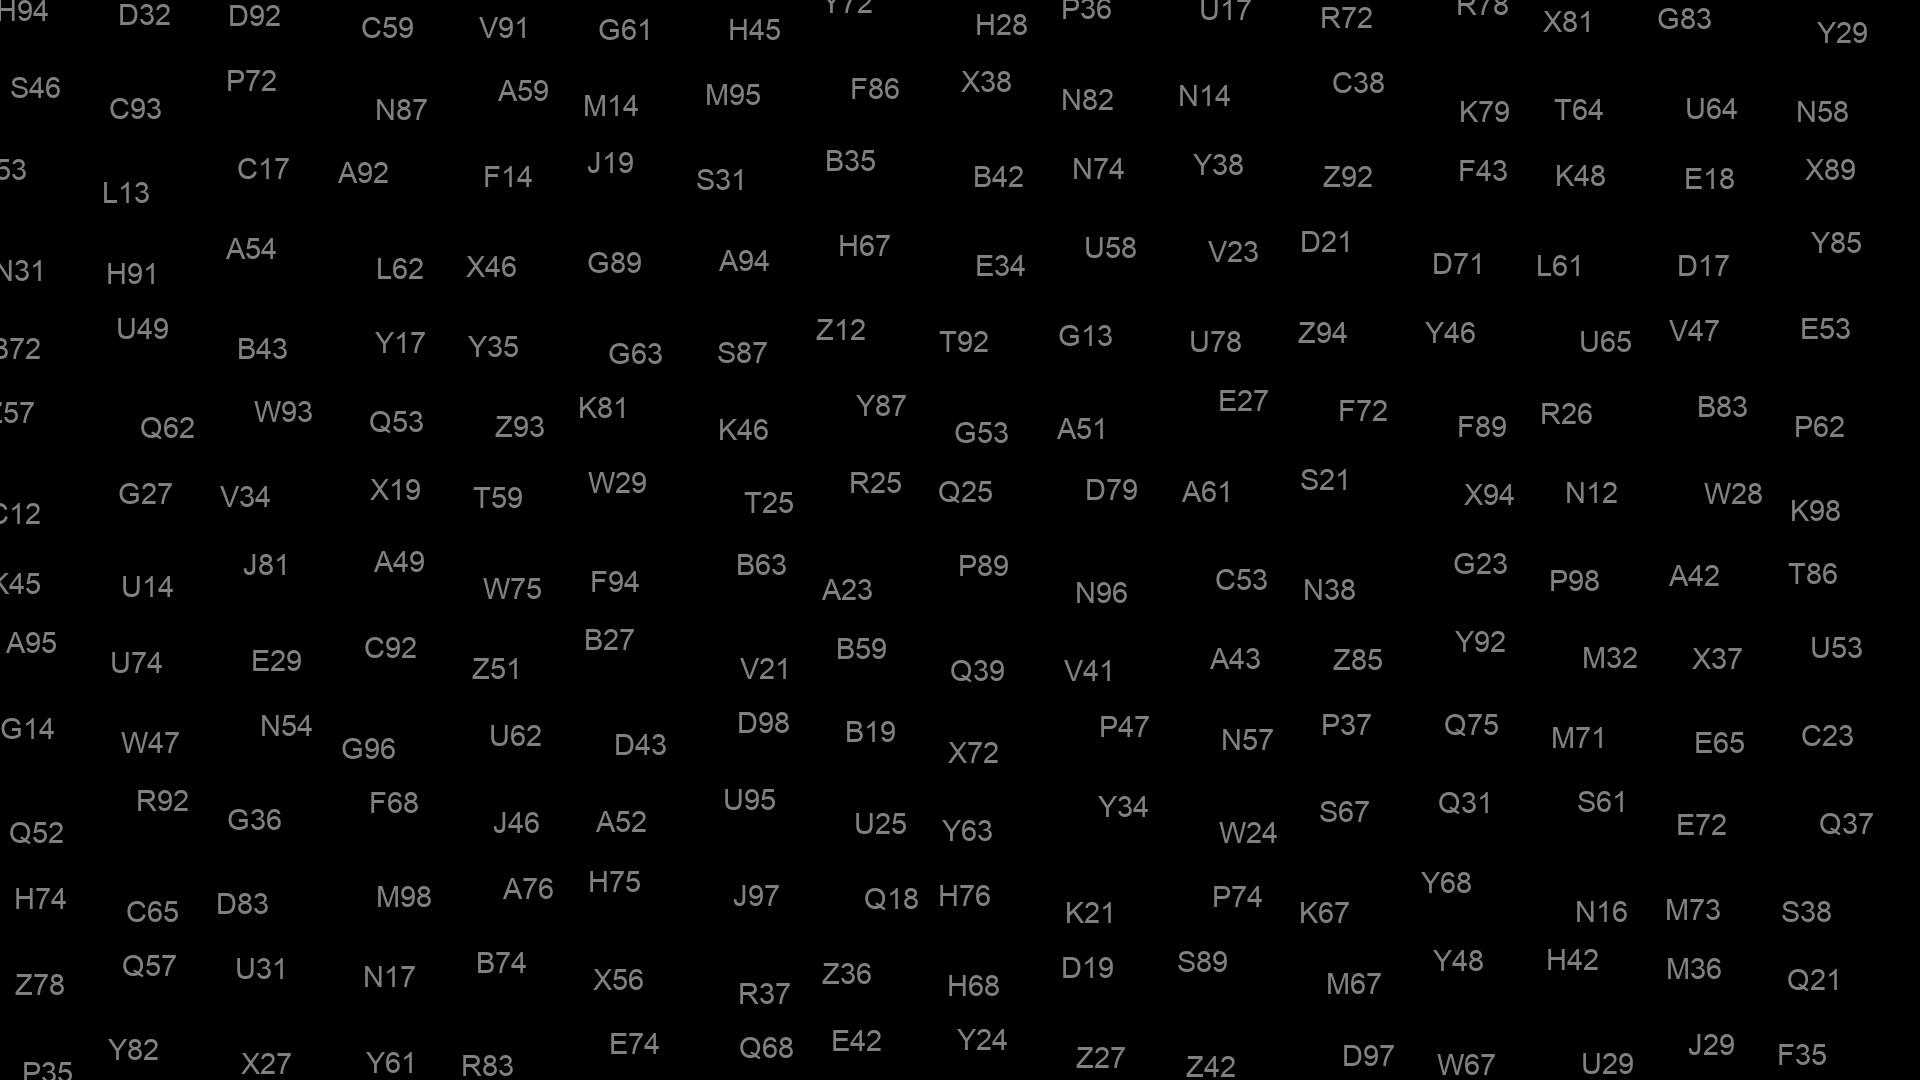 H94 D32 D92 C59 V91 G61 H45 Y72 H28 P36 U17 R72 R78 X81 G83 Y29
S46 C93 P72 N87 A59 M14 M95 F86 X38 N82 N14 C38 K79 T64 U64 N58
53 L13 C17 A92 F14 J19 S31 B35 B42 N74 Y38 Z92 F43 K48 E18 X89
N31 H91 A54 L62 X46 G89 A94 H67 E34 U58 V23 D21 D71 L61 D17 Y85
B72 U49 B43 Y17 Y35 G63 S87 Z12 T92 G13 U78 Z94 Y46 U65 V47 E53
57 Q62 W93 Q53 Z93 K81 K46 Y87 G53 A51 E27 F72 F89 R26 B83 P62
C12 G27 V34 X19 T59 W29 T25 R25 Q25 D79 A61 S21 X94 N12 W28 K98
K45 U14 J81 A49 W75 F94 B63 A23 P89 N96 C53 N38 G23 P98 A42 T86
A95 U74 E29 C92 Z51 B27 V21 B59 Q39 V41 A43 Z85 Y92 M32 X37 U53
G14 W47 N54 G96 U62 D43 D98 B19 X72 P47 N57 P37 Q75 M71 E65 C23
Q52 R92 G36 F68 J46 A52 U95 U25 Y63 Y34 W24 S67 Q31 S61 E72 Q37
H74 C65 D83 M98 A76 H75 J97 Q18 H76 K21 P74 K67 Y68 N16 M73 S38
Z78 Q57 U31 N17 B74 X56 R37 Z36 H68 D19 S89 M67 Y48 H42 M36 Q21
P35 Y82 X27 Y61 R83 E74 Q68 E42 Y24 Z27 Z42 D97 W67 U29 J29 F35